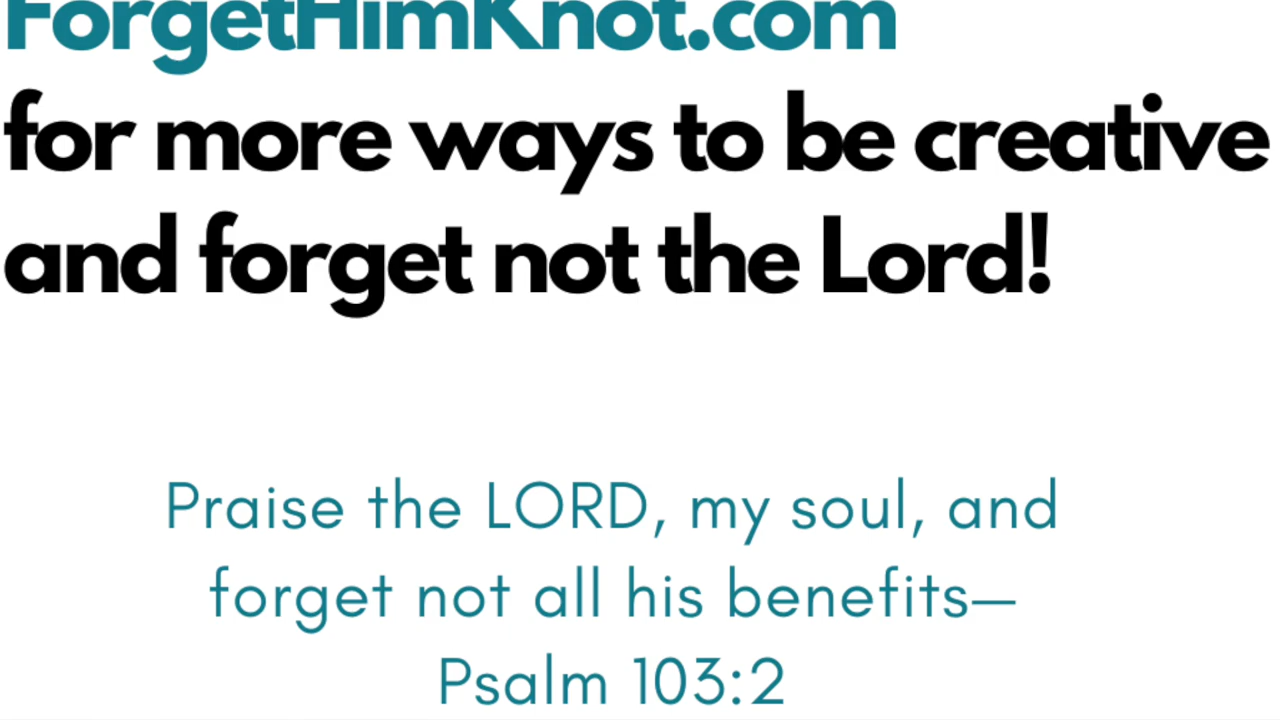 ForgetHimKnot.com
for more ways to be creative
and forget not the Lord!
Praise the LORD, my soul, and
forget not all his benefits—
Psalm 103:2